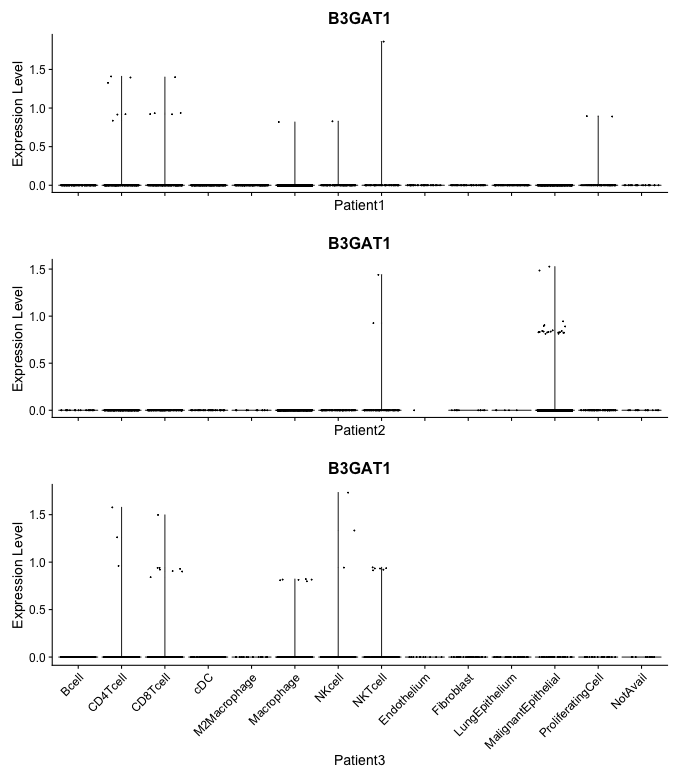 B3GAT1
Expression Level
1.5
1.0
0.5
0.0
Patient1
B3GAT1
Expression Level
1.5
1.0
0.5
0.0
Patient2
B3GAT1
Expression Level
1.5
1.0
0.5
0.0
Bcell
CD4Tcell
CD8Tcell
cDC
M2Macrophage
Macrophage
NKcell
NKTcell
Endothelium
Fibroblast
LungEpithelium
MalignantEpithelial
ProliferatingCell
NotAvail
Patient3